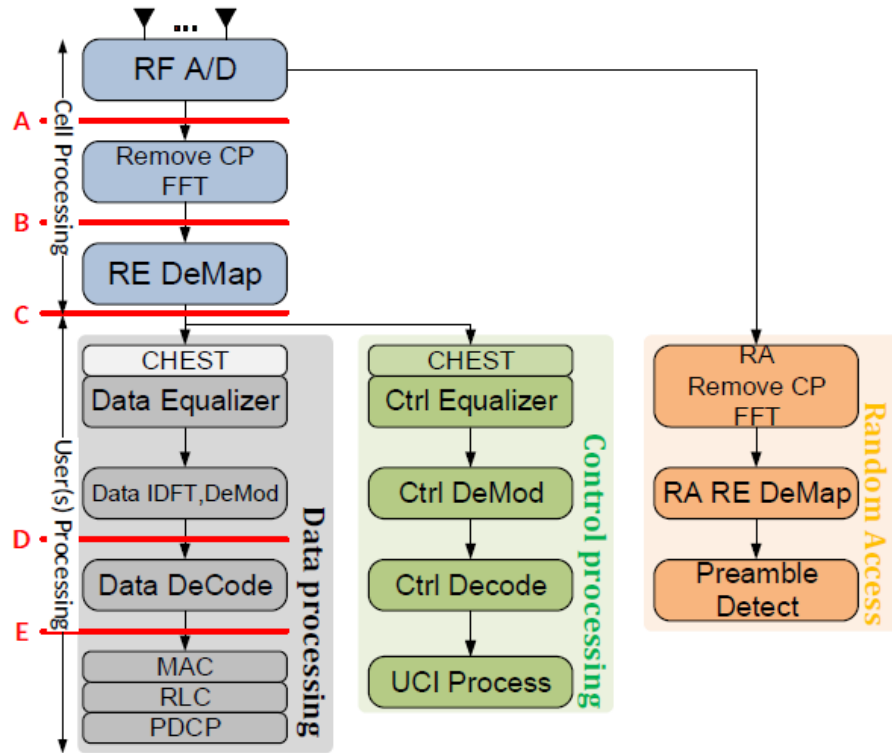 ...
RF A/D
Cell Processing
A
Remove CP
FFT
B
RE DeMap
C
User(s) Processing
CHEST
Data Equalizer
Data IDFT,DeMod
D
Data DeCode
E
MAC
RLC
PDCP
Data processing
CHEST
Ctrl Equalizer
Ctrl DeMod
Ctrl Decode
UCI Process
Control processing
RA
Remove CP
FFT
RA RE DeMap
Preamble
Detect
Random Access